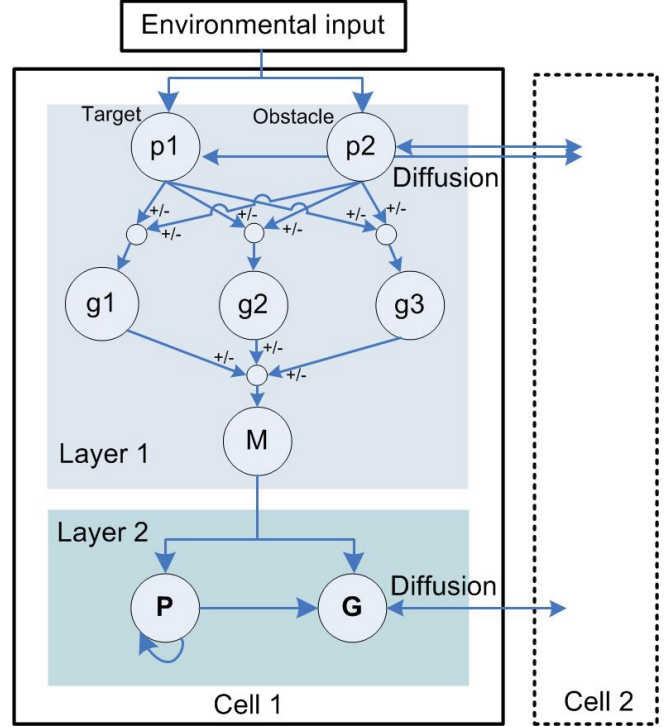 Environmental input
Target
Obstacle
p1
p2
Diffusion
+/-
+/-
+/-
+/-
+/-
+/-
g1
g2
g3
+/-
+/-
+/-
M
Layer 1
Layer 2
Diffusion
P
G
Cell 1
Cell 2